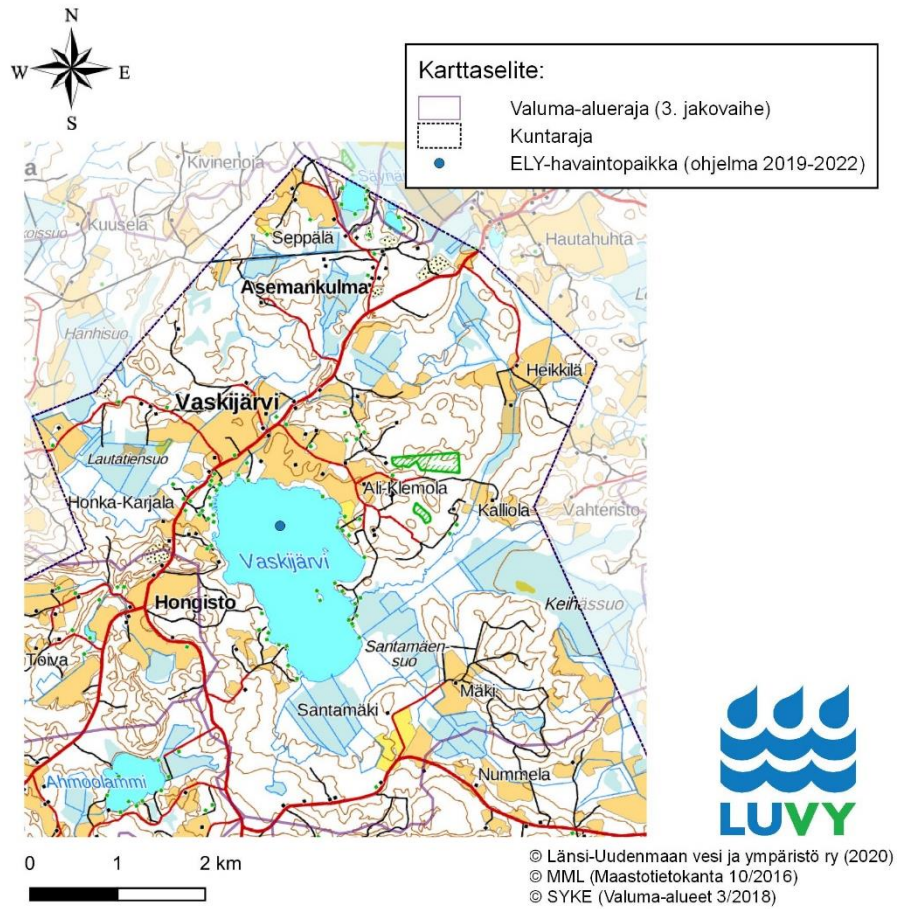 N
W E
S
Karttaselite:
Valuma-alueraja (3. jakovaihe)
Kuntaraja
ELY-havaintopaikka (ohjelma 2019-2022)
Kivinenoja
Kuusela
Seppälä
Hautahuhta
Asemankulma
Hanhisuo
Heikkilä
Vaskijärvi
Lautatiensuo
Ali-Klemola
Honka-Karjala
Kalliola
Vahteristo
Vaskijärvi
Hongisto
Keihässuo
Toiva
Santamäen-
suo
Mäki
Santamäki
Ahmoolammi
Nummela
LUVY
0 1 2 km
© Länsi-Uudenmaan vesi ja ympäristö ry (2020)
© MML (Maastotietokanta 10/2016)
© SYKE (Valuma-alueet 3/2018)